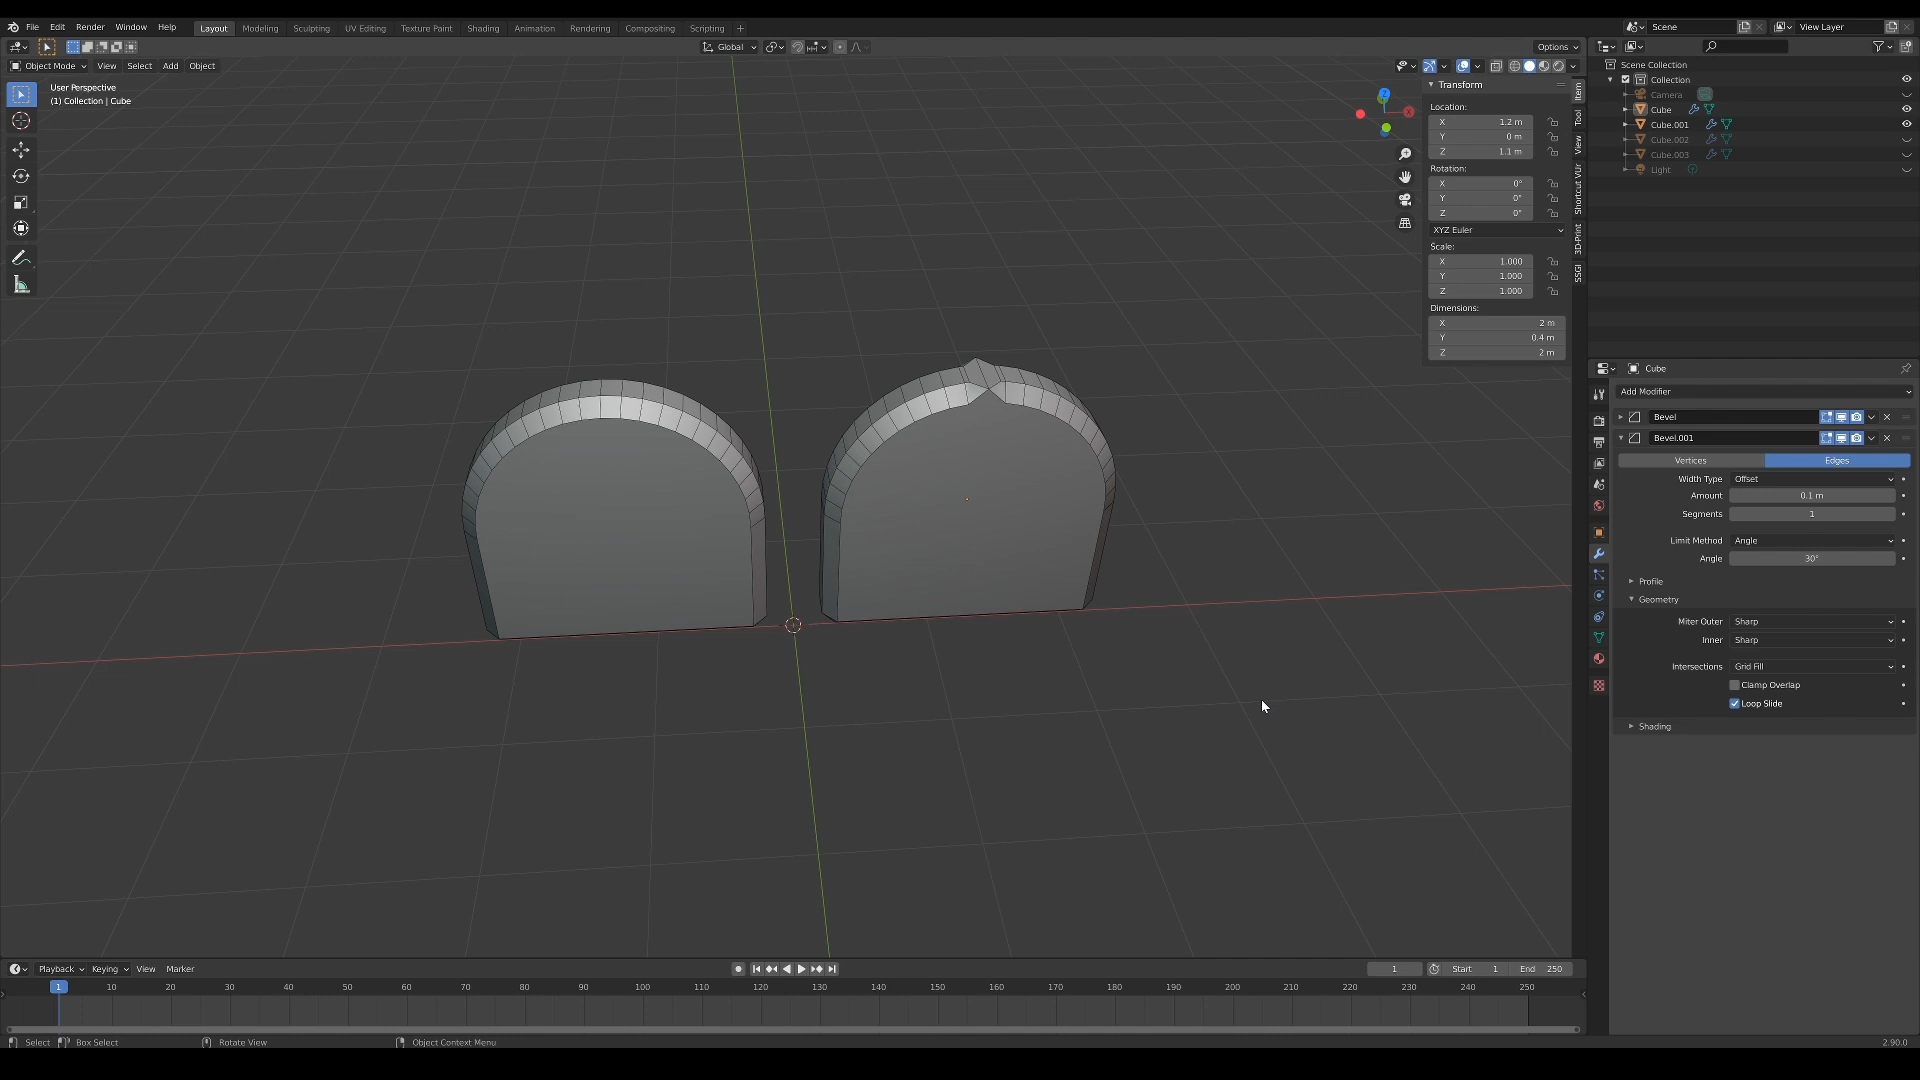 File Edit Render Window Help Layout Modeling Sculpting UV Editing Texture Paint Shading Animation Rendering Compositing Scripting + Scene View Layer
Global Options
Object Mode View Select Add Object
User Perspective
(1) Collection | Cube
Transform
Location:
X 1.2 m
Y 0 m
Z 1.1 m
Rotation:
X 0°
Y 0°
Z 0°
XYZ Euler
Scale:
X 1.000
Y 1.000
Z 1.000
Dimensions:
X 2 m
Y 0.4 m
Z 2 m
Item
Tool
View
Shortcut VUr
3D-Print
SSGI
Z
X
Scene Collection
Collection
Camera
Cube
Cube.001
Cube.002
Cube.003
Light
Cube
Add Modifier
Bevel
Bevel.001
Vertices Edges
Width Type Offset
Amount 0.1 m
Segments 1
Limit Method Angle
Angle 30°
Profile
Geometry
Miter Outer Sharp
Inner Sharp
Intersections Grid Fill
Clamp Overlap
Loop Slide
Shading
Playback Keying View Marker 1 Start 1 End 250
1 10 20 30 40 50 60 70 80 90 100 110 120 130 140 150 160 170 180 190 200 210 220 230 240 250
Select Box Select Rotate View Object Context Menu 2.90.0